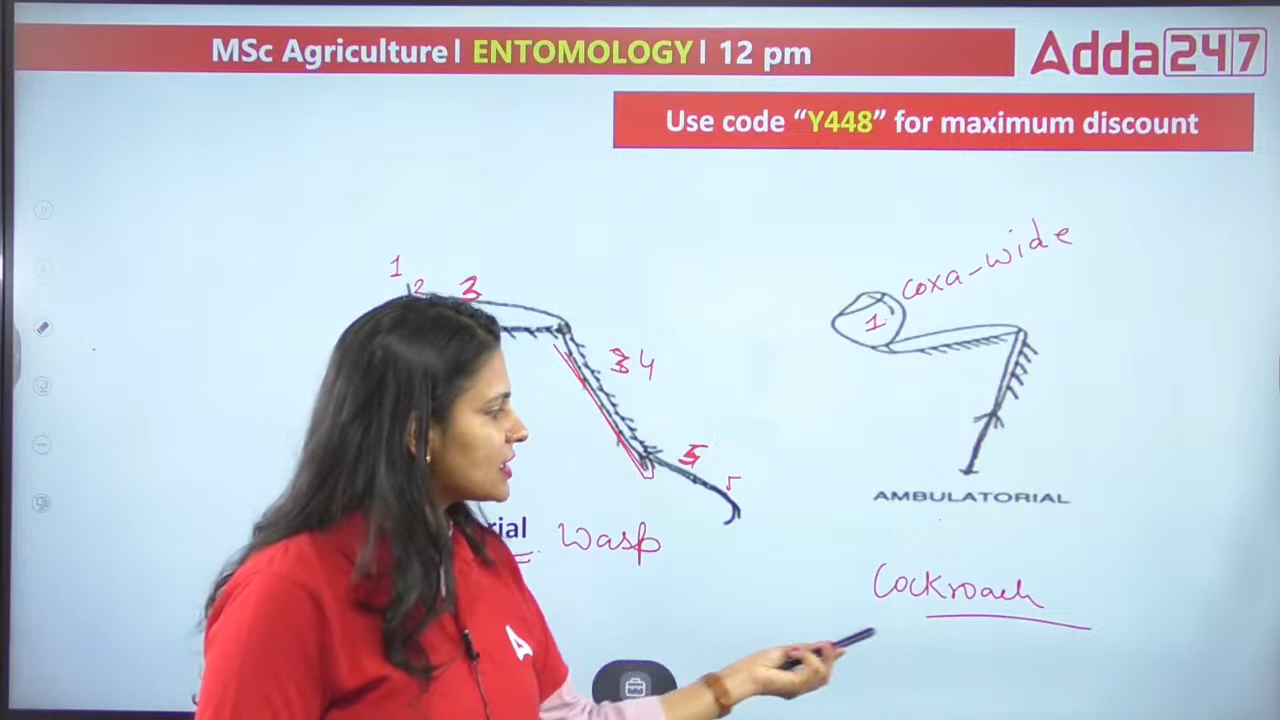 MSc Agriculture| ENTOMOLOGY| 12 pm
Adda247
Use code “Y448” for maximum discount
coxa-wide
1
2
3
1
4
5
AMBULATORIAL
rial
Wasp
Cockroach